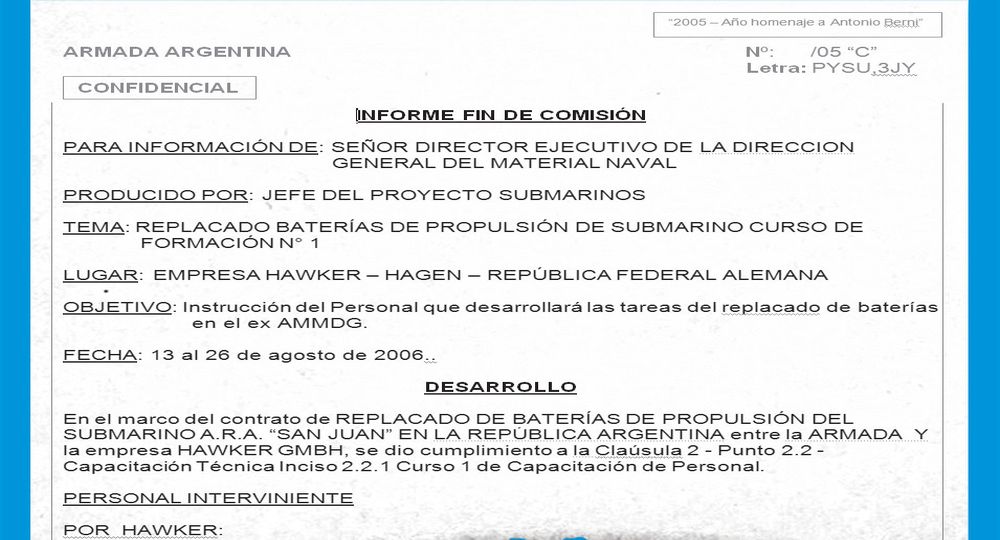 "2005 – Año homenaje a Antonio Berni"
ARMADA ARGENTINA
Nº: /05 "C"
Letra: PYSU,3JY
CONFIDENCIAL
INFORME FIN DE COMISIÓN
PARA INFORMACIÓN DE: SEÑOR DIRECTOR EJECUTIVO DE LA DIRECCION
GENERAL DEL MATERIAL NAVAL
PRODUCIDO POR: JEFE DEL PROYECTO SUBMARINOS
TEMA: REPLACADO BATERÍAS DE PROPULSIÓN DE SUBMARINO CURSO DE
FORMACIÓN N° 1
LUGAR: EMPRESA HAWKER – HAGEN – REPÚBLICA FEDERAL ALEMANA
OBJETIVO: Instrucción del Personal que desarrollará las tareas del replacado de baterías
en el ex AMMDG.
FECHA: 13 al 26 de agosto de 2006..
DESARROLLO
En el marco del contrato de REPLACADO DE BATERÍAS DE PROPULSIÓN DEL
SUBMARINO A.R.A. "SAN JUAN" EN LA REPÚBLICA ARGENTINA entre la ARMADA Y
la empresa HAWKER GMBH, se dio cumplimiento a la Claúsula 2 - Punto 2.2 -
Capacitación Técnica Inciso 2.2.1 Curso 1 de Capacitación de Personal.
PERSONAL INTERVINIENTE
POR HAWKER: